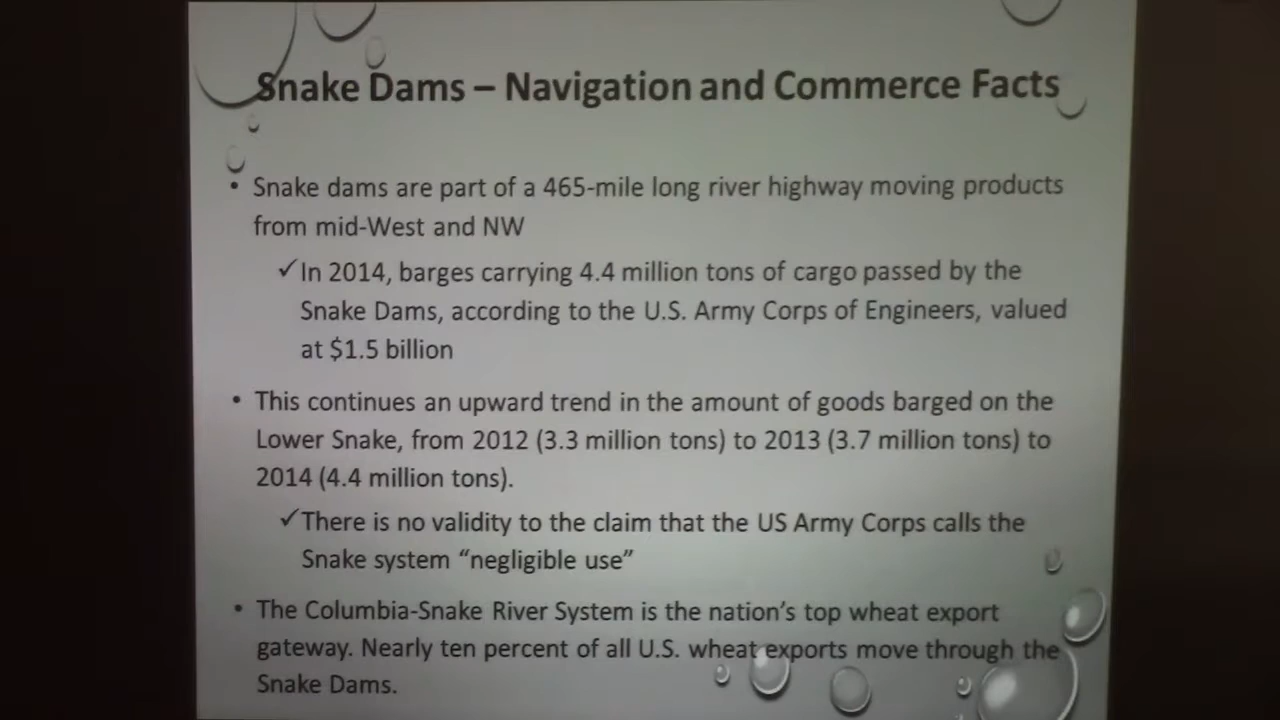 Snake Dams – Navigation and Commerce Facts
• Snake dams are part of a 465-mile long river highway moving products
from mid-West and NW
✓In 2014, barges carrying 4.4 million tons of cargo passed by the
Snake Dams, according to the U.S. Army Corps of Engineers, valued
at $1.5 billion
• This continues an upward trend in the amount of goods barged on the
Lower Snake, from 2012 (3.3 million tons) to 2013 (3.7 million tons) to
2014 (4.4 million tons).
✓There is no validity to the claim that the US Army Corps calls the
Snake system “negligible use”
• The Columbia-Snake River System is the nation’s top wheat export
gateway. Nearly ten percent of all U.S. wheat exports move through the
Snake Dams.